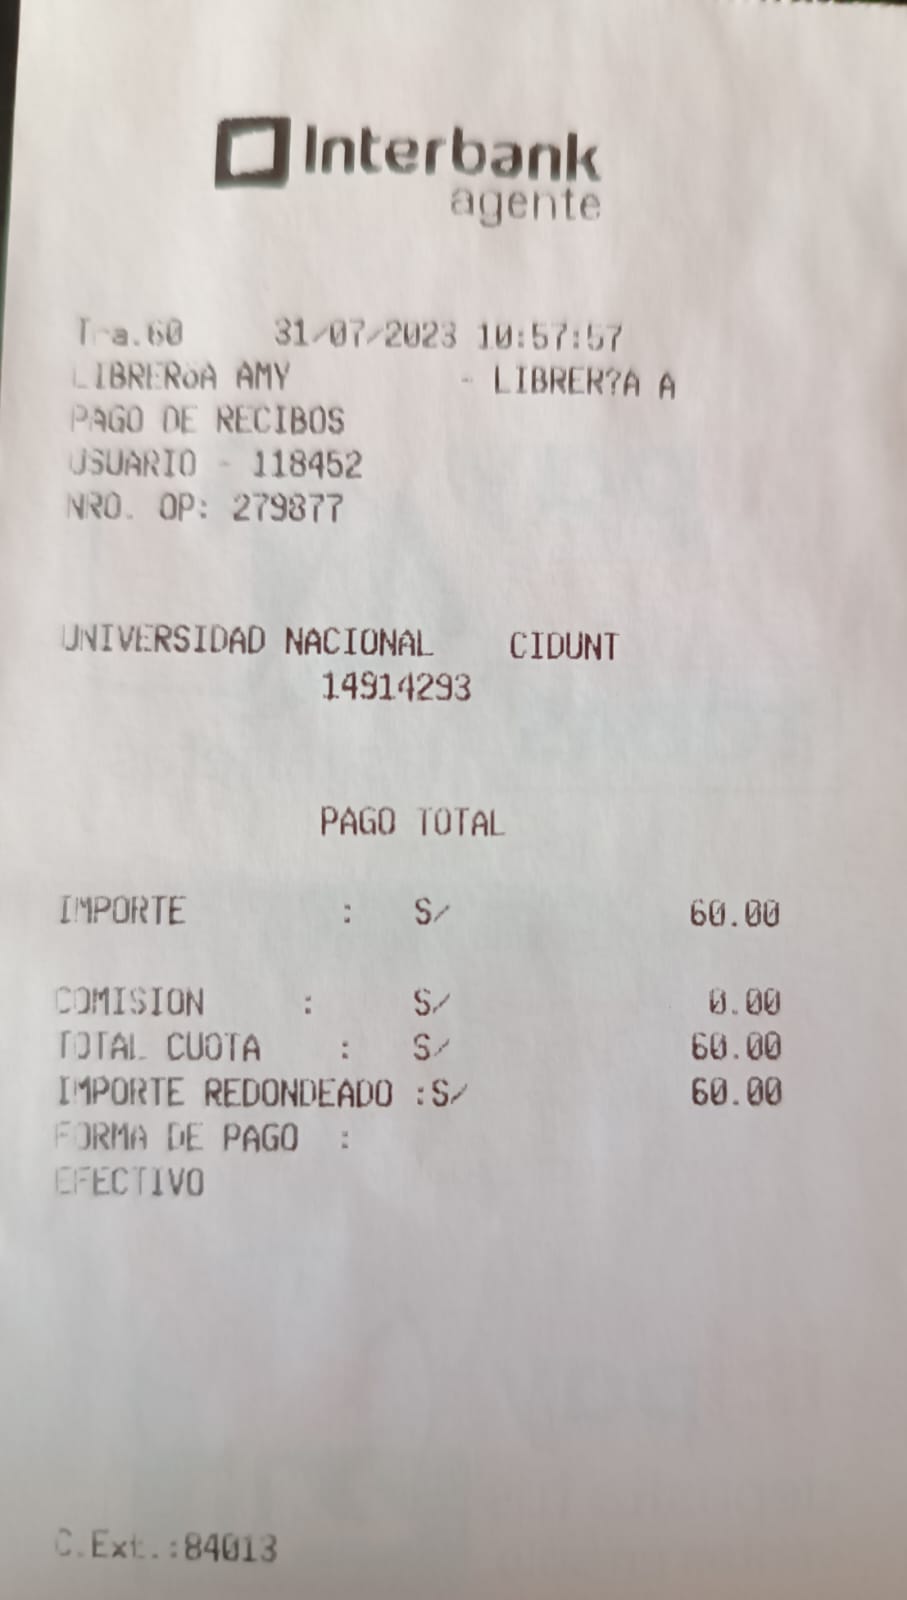 Interbank
agente
Tra.60 31/07/2023 10:57:57
LIBRERoA AMY - LIBRER?A A
PAGO DE RECIBOS
USUARIO - 118452
NRO. OP: 279877
UNIVERSIDAD NACIONAL CIDUNT
14914293
PAGO TOTAL
IMPORTE : S/ 60.00
COMISION : S/ 0.00
TOTAL CUOTA : S/ 60.00
IMPORTE REDONDEADO :S/ 60.00
FORMA DE PAGO :
EFECTIVO
C.Ext.:84013